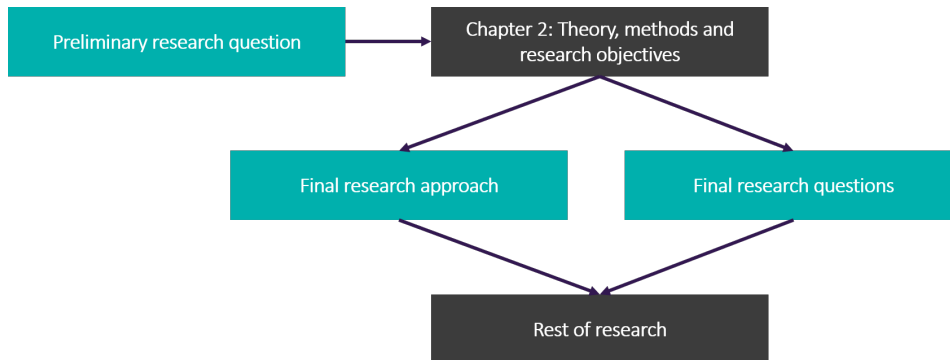 Preliminary research question
Chapter 2: Theory, methods and
research objectives
Final research approach
Final research questions
Rest of research